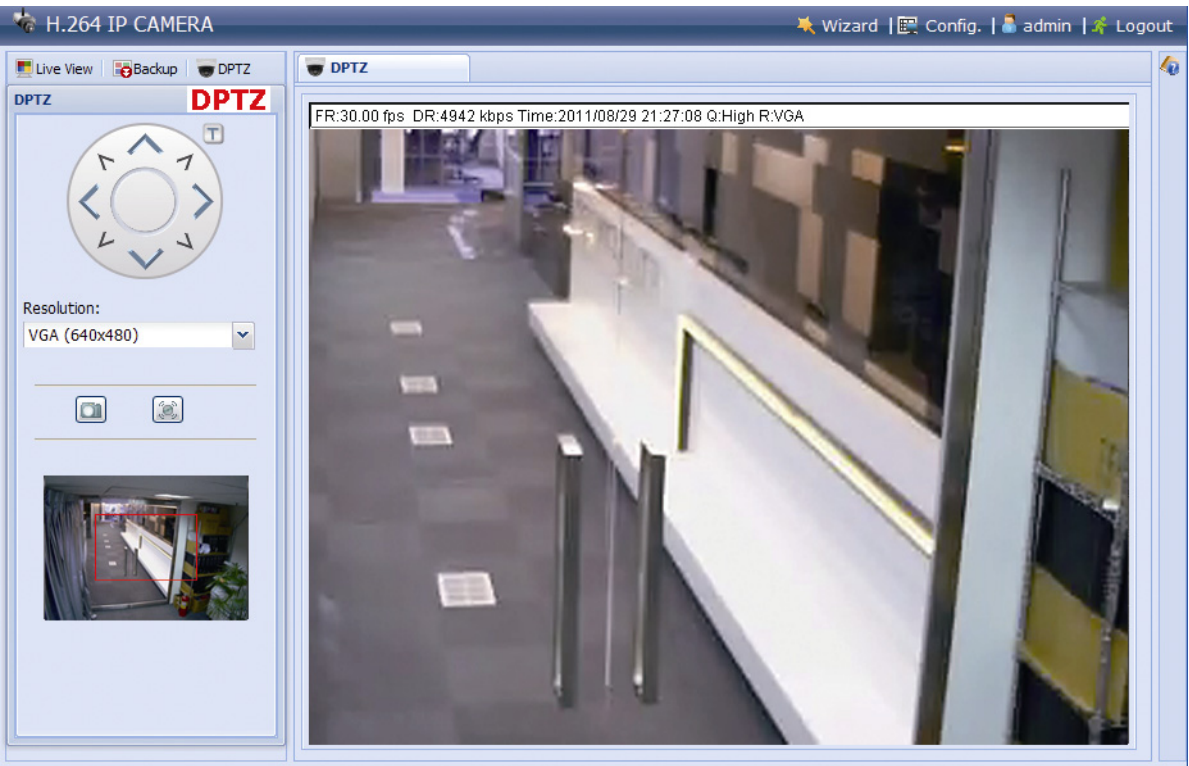 H.264 IP CAMERA
Wizard | Config. | admin | Logout
Live View Backup DPTZ
DPTZ
DPTZ DPTZ
T
FR:30.00 fps DR:4942 kbps Time:2011/08/29 21:27:08 Q:High R:VGA
Resolution:
VGA (640x480)